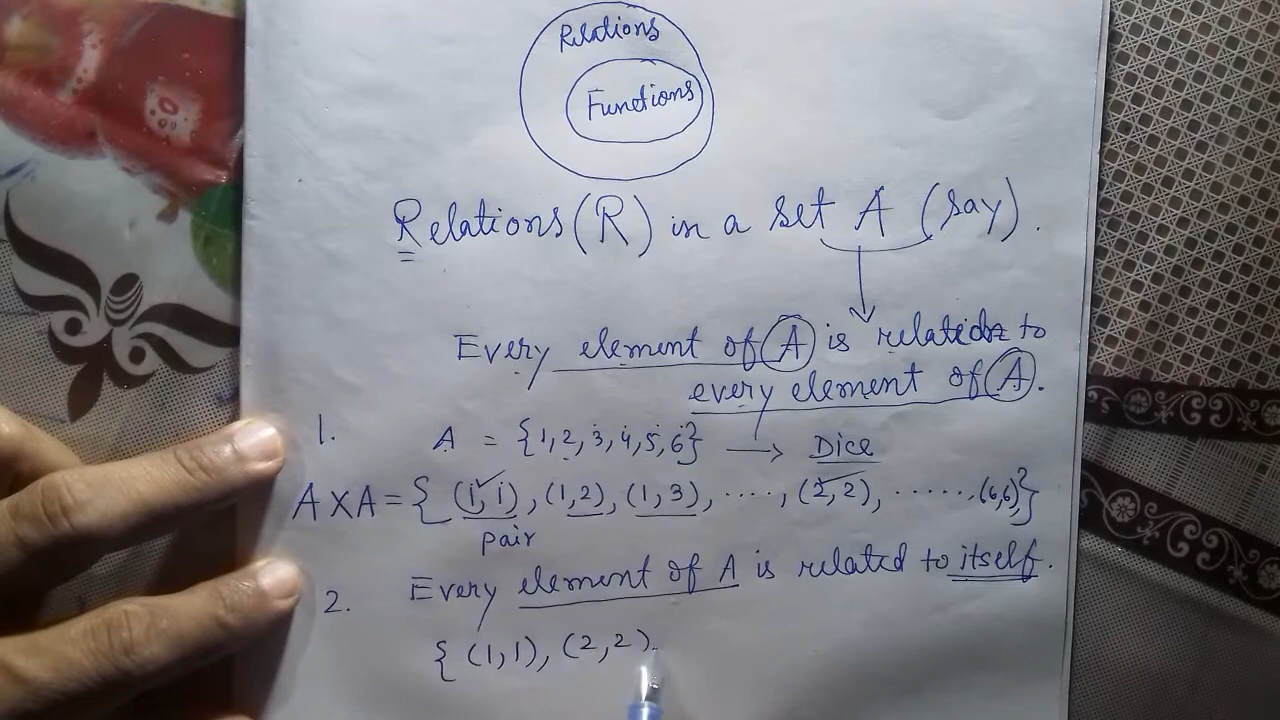 Relations
Functions
Relations (R) in a set A (say).
Every element of A is related to
every element of A.
1. A = {1,2,3,4,5,6} → Dice
A X A = { (1,1), (1,2), (1,3), ...., (2,2), ......, (6,6)}
pair
2. Every element of A is related to itself.
{ (1,1), (2,2).